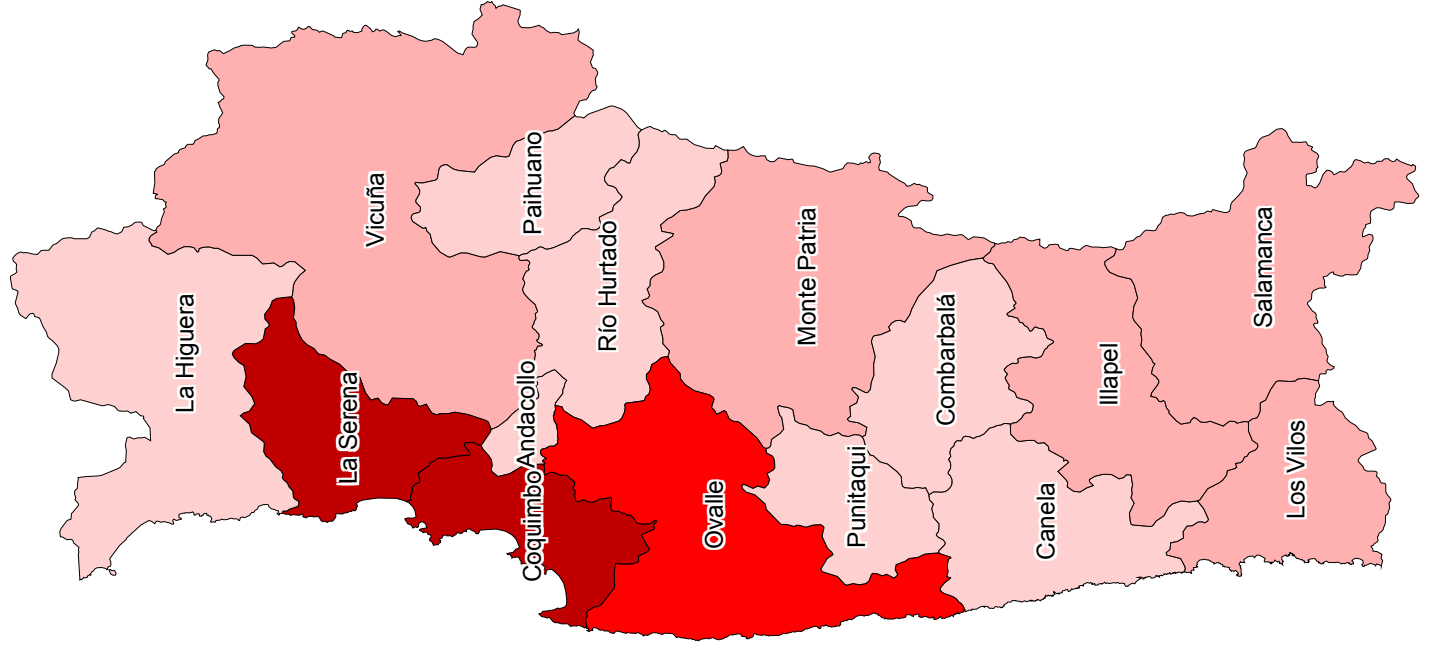 La Higuera
La Serena
Vicuña
Coquimbo
Andacollo
Paihuano
Río Hurtado
Ovalle
Monte Patria
Punitaqui
Combarbalá
Canela
Illapel
Los Vilos
Salamanca